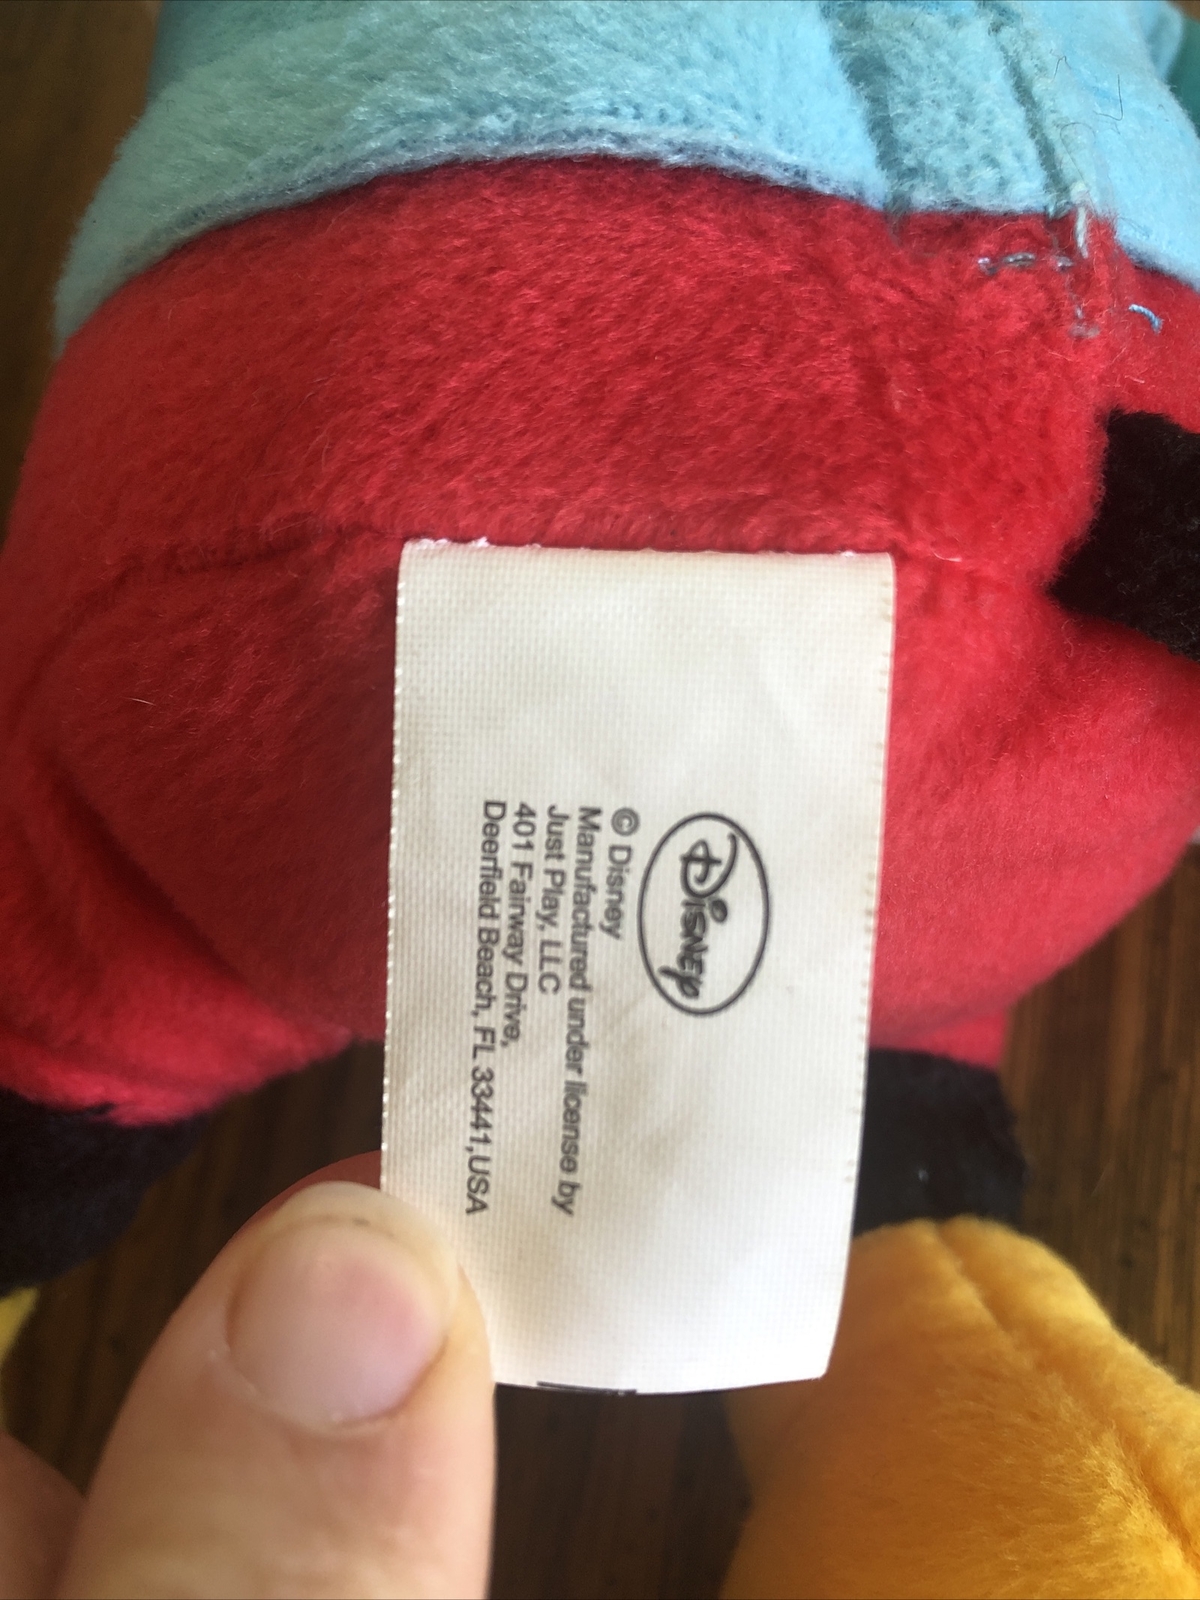 Disney
© Disney
Manufactured under license by
Just Play, LLC
401 Fairway Drive,
Deerfield Beach, FL 33441,USA